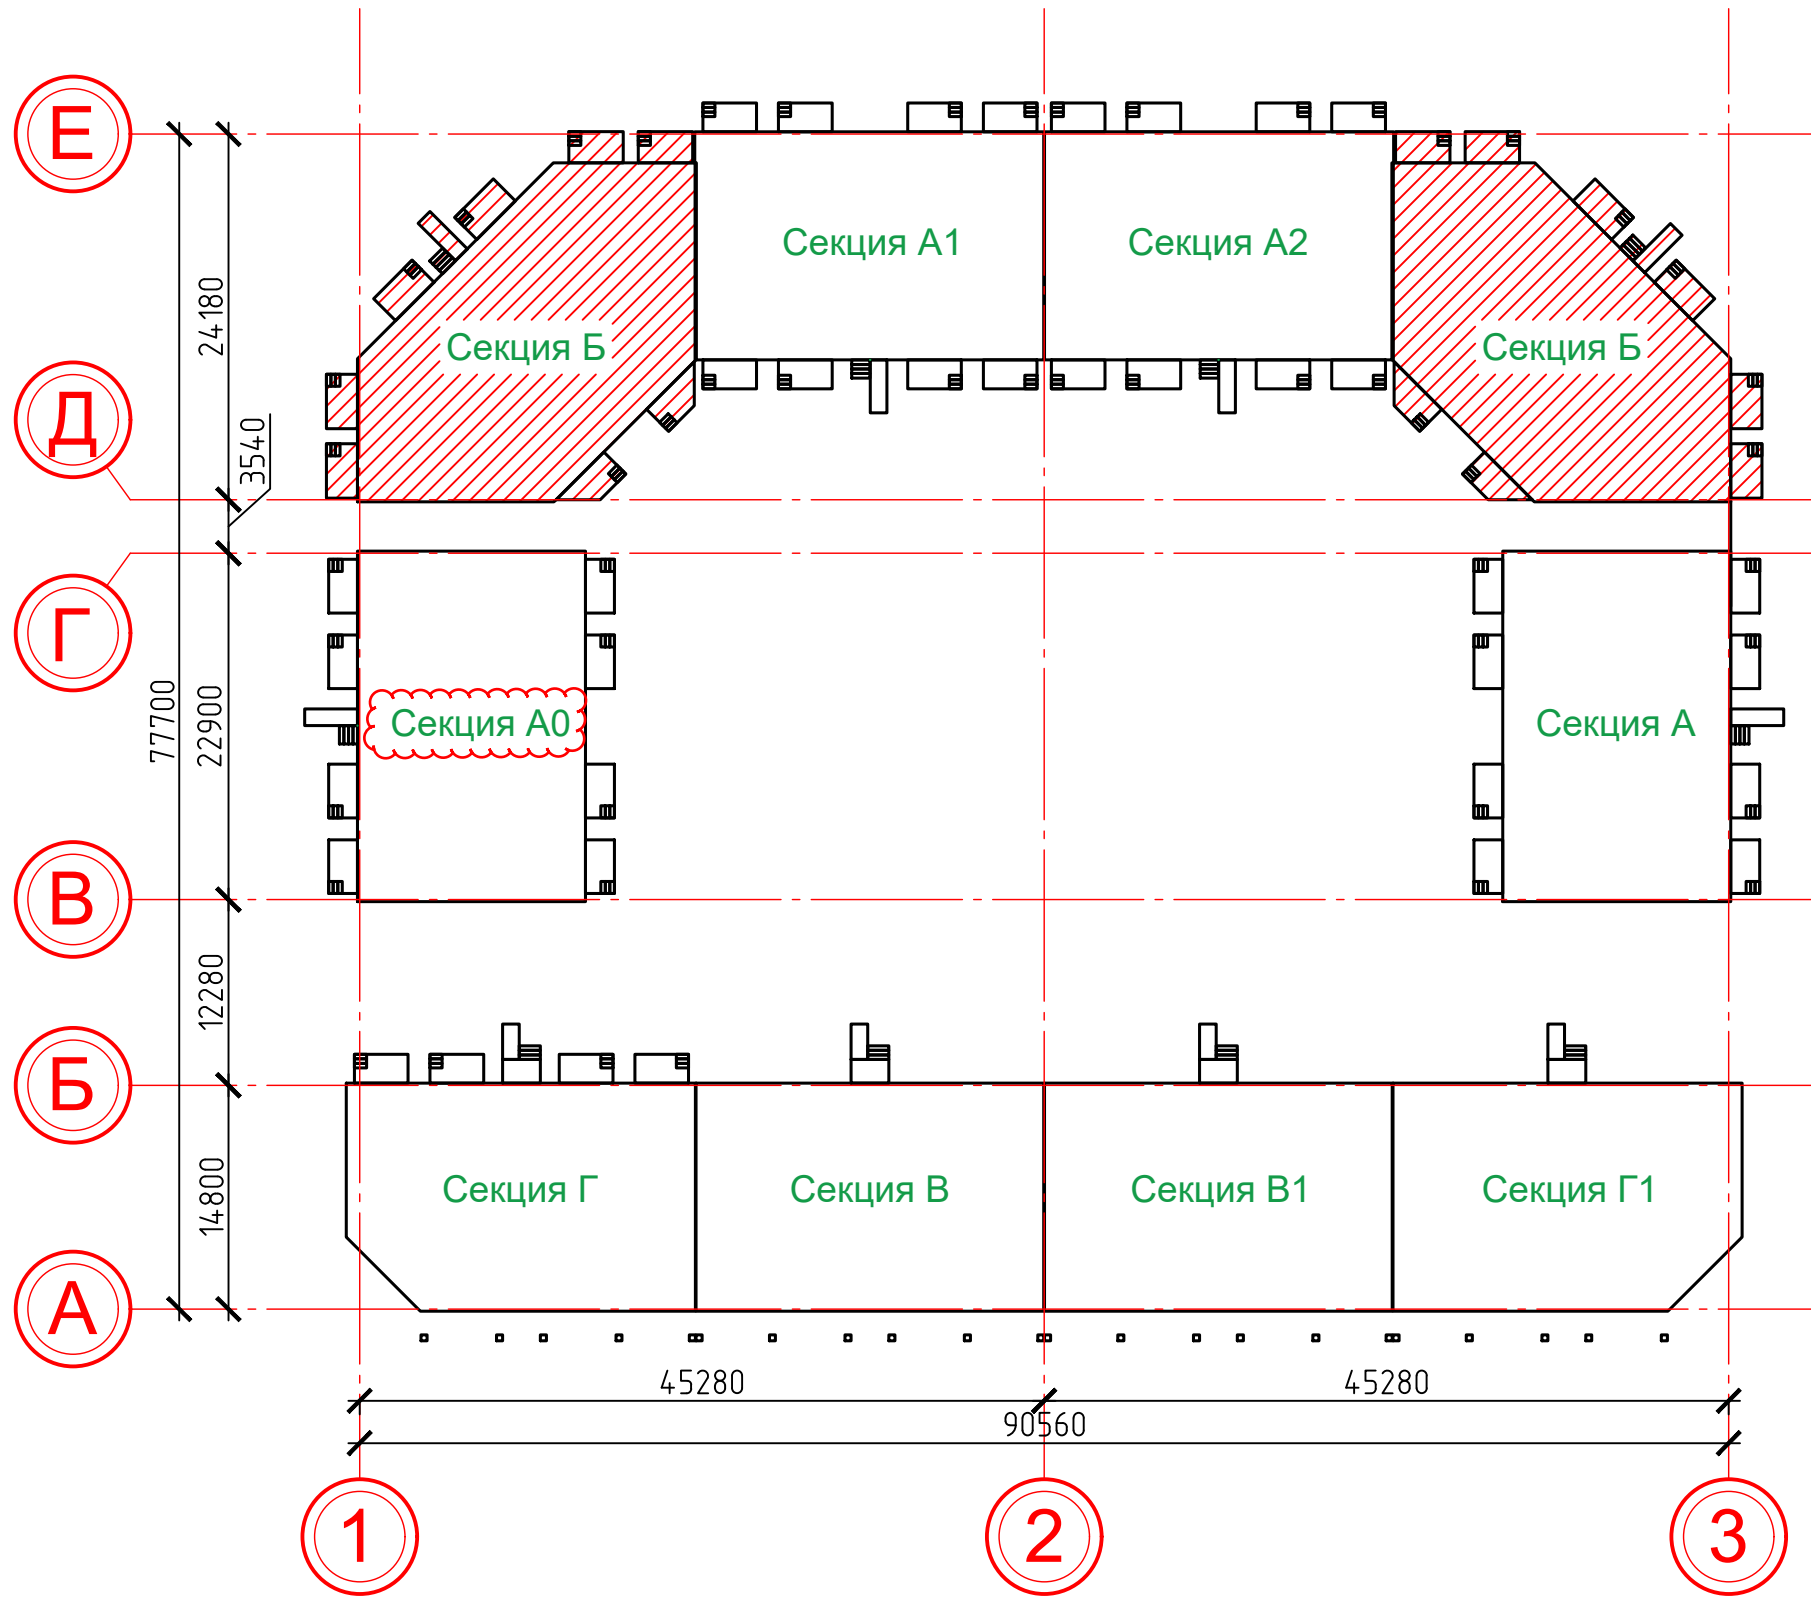 Е
Секция А1
Секция А2
24180
Секция Б
Секция Б
Д
3540
Г
77700
22900
Секция А0
Секция А
В
12280
Б
14800
Секция Г
Секция В
Секция В1
Секция Г1
А
45280
45280
90560
1
2
3